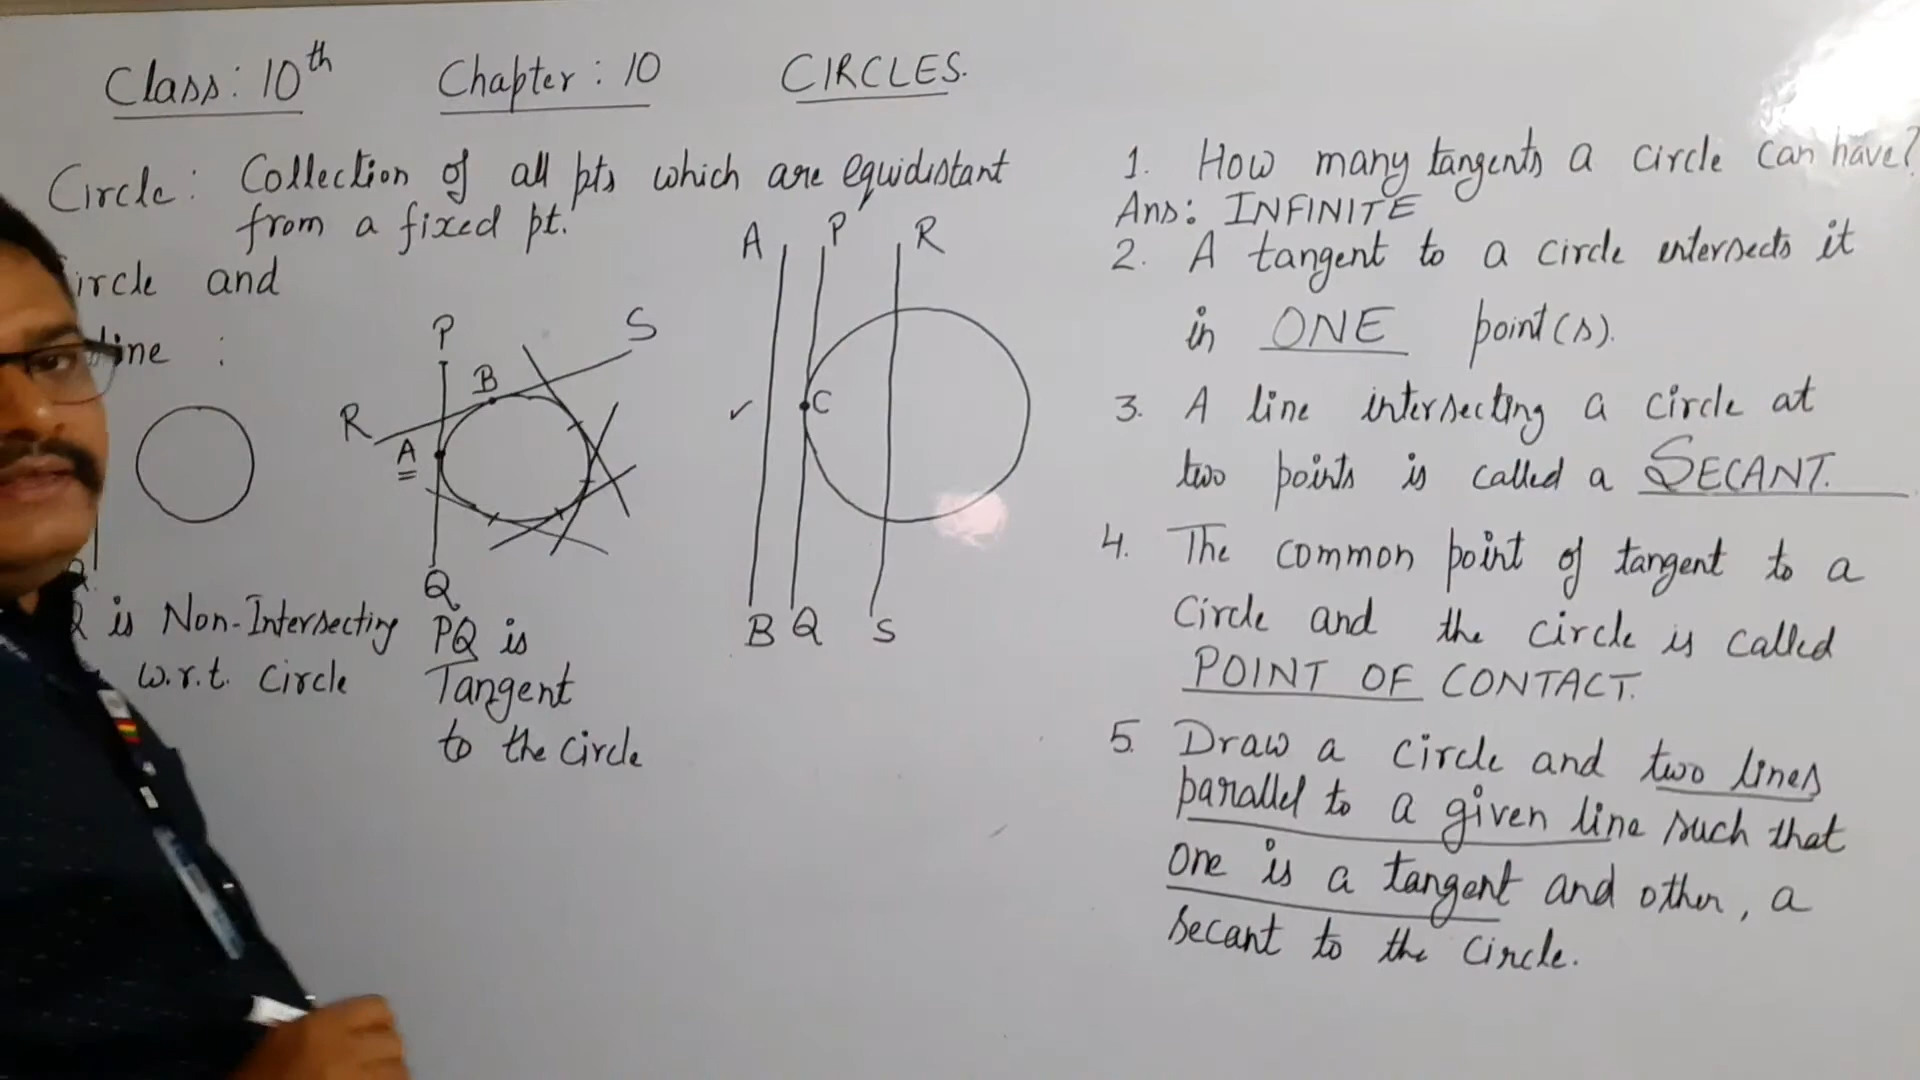 Class: 10th Chapter: 10 CIRCLES.
Circle: Collection of all pts which are equidistant
from a fixed pt.
ircle and
line :
P
S
B
R
A
Q
Q is Non-Intersecting
w.r.t. Circle
PQ is
Tangent
to the circle
A P R
C
B Q S
1. How many tangents a circle can have?
Ans: INFINITE
2. A tangent to a circle intersects it
in ONE point(s).
3. A line intersecting a circle at
two points is called a SECANT.
4. The common point of tangent to a
Circle and the circle is called
POINT OF CONTACT.
5. Draw a circle and two lines
parallel to a given line such that
one is a tangent and other, a
secant to the circle.